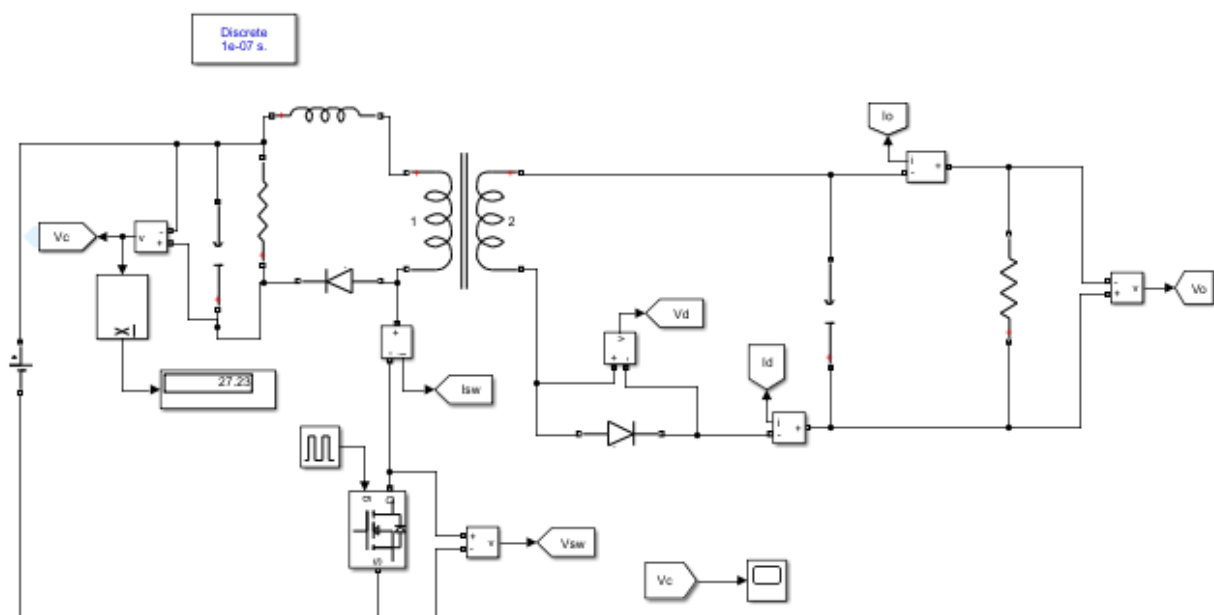 Discrete
1e-07 s.
Io
i
+
-
1
2
Vc
v
-
+
Vd
v
+
-
-
+
v
Vo
+
-
i
Isw
Id
i
+
-
27.23
g
D
S
+
-
v
Vsw
Vc